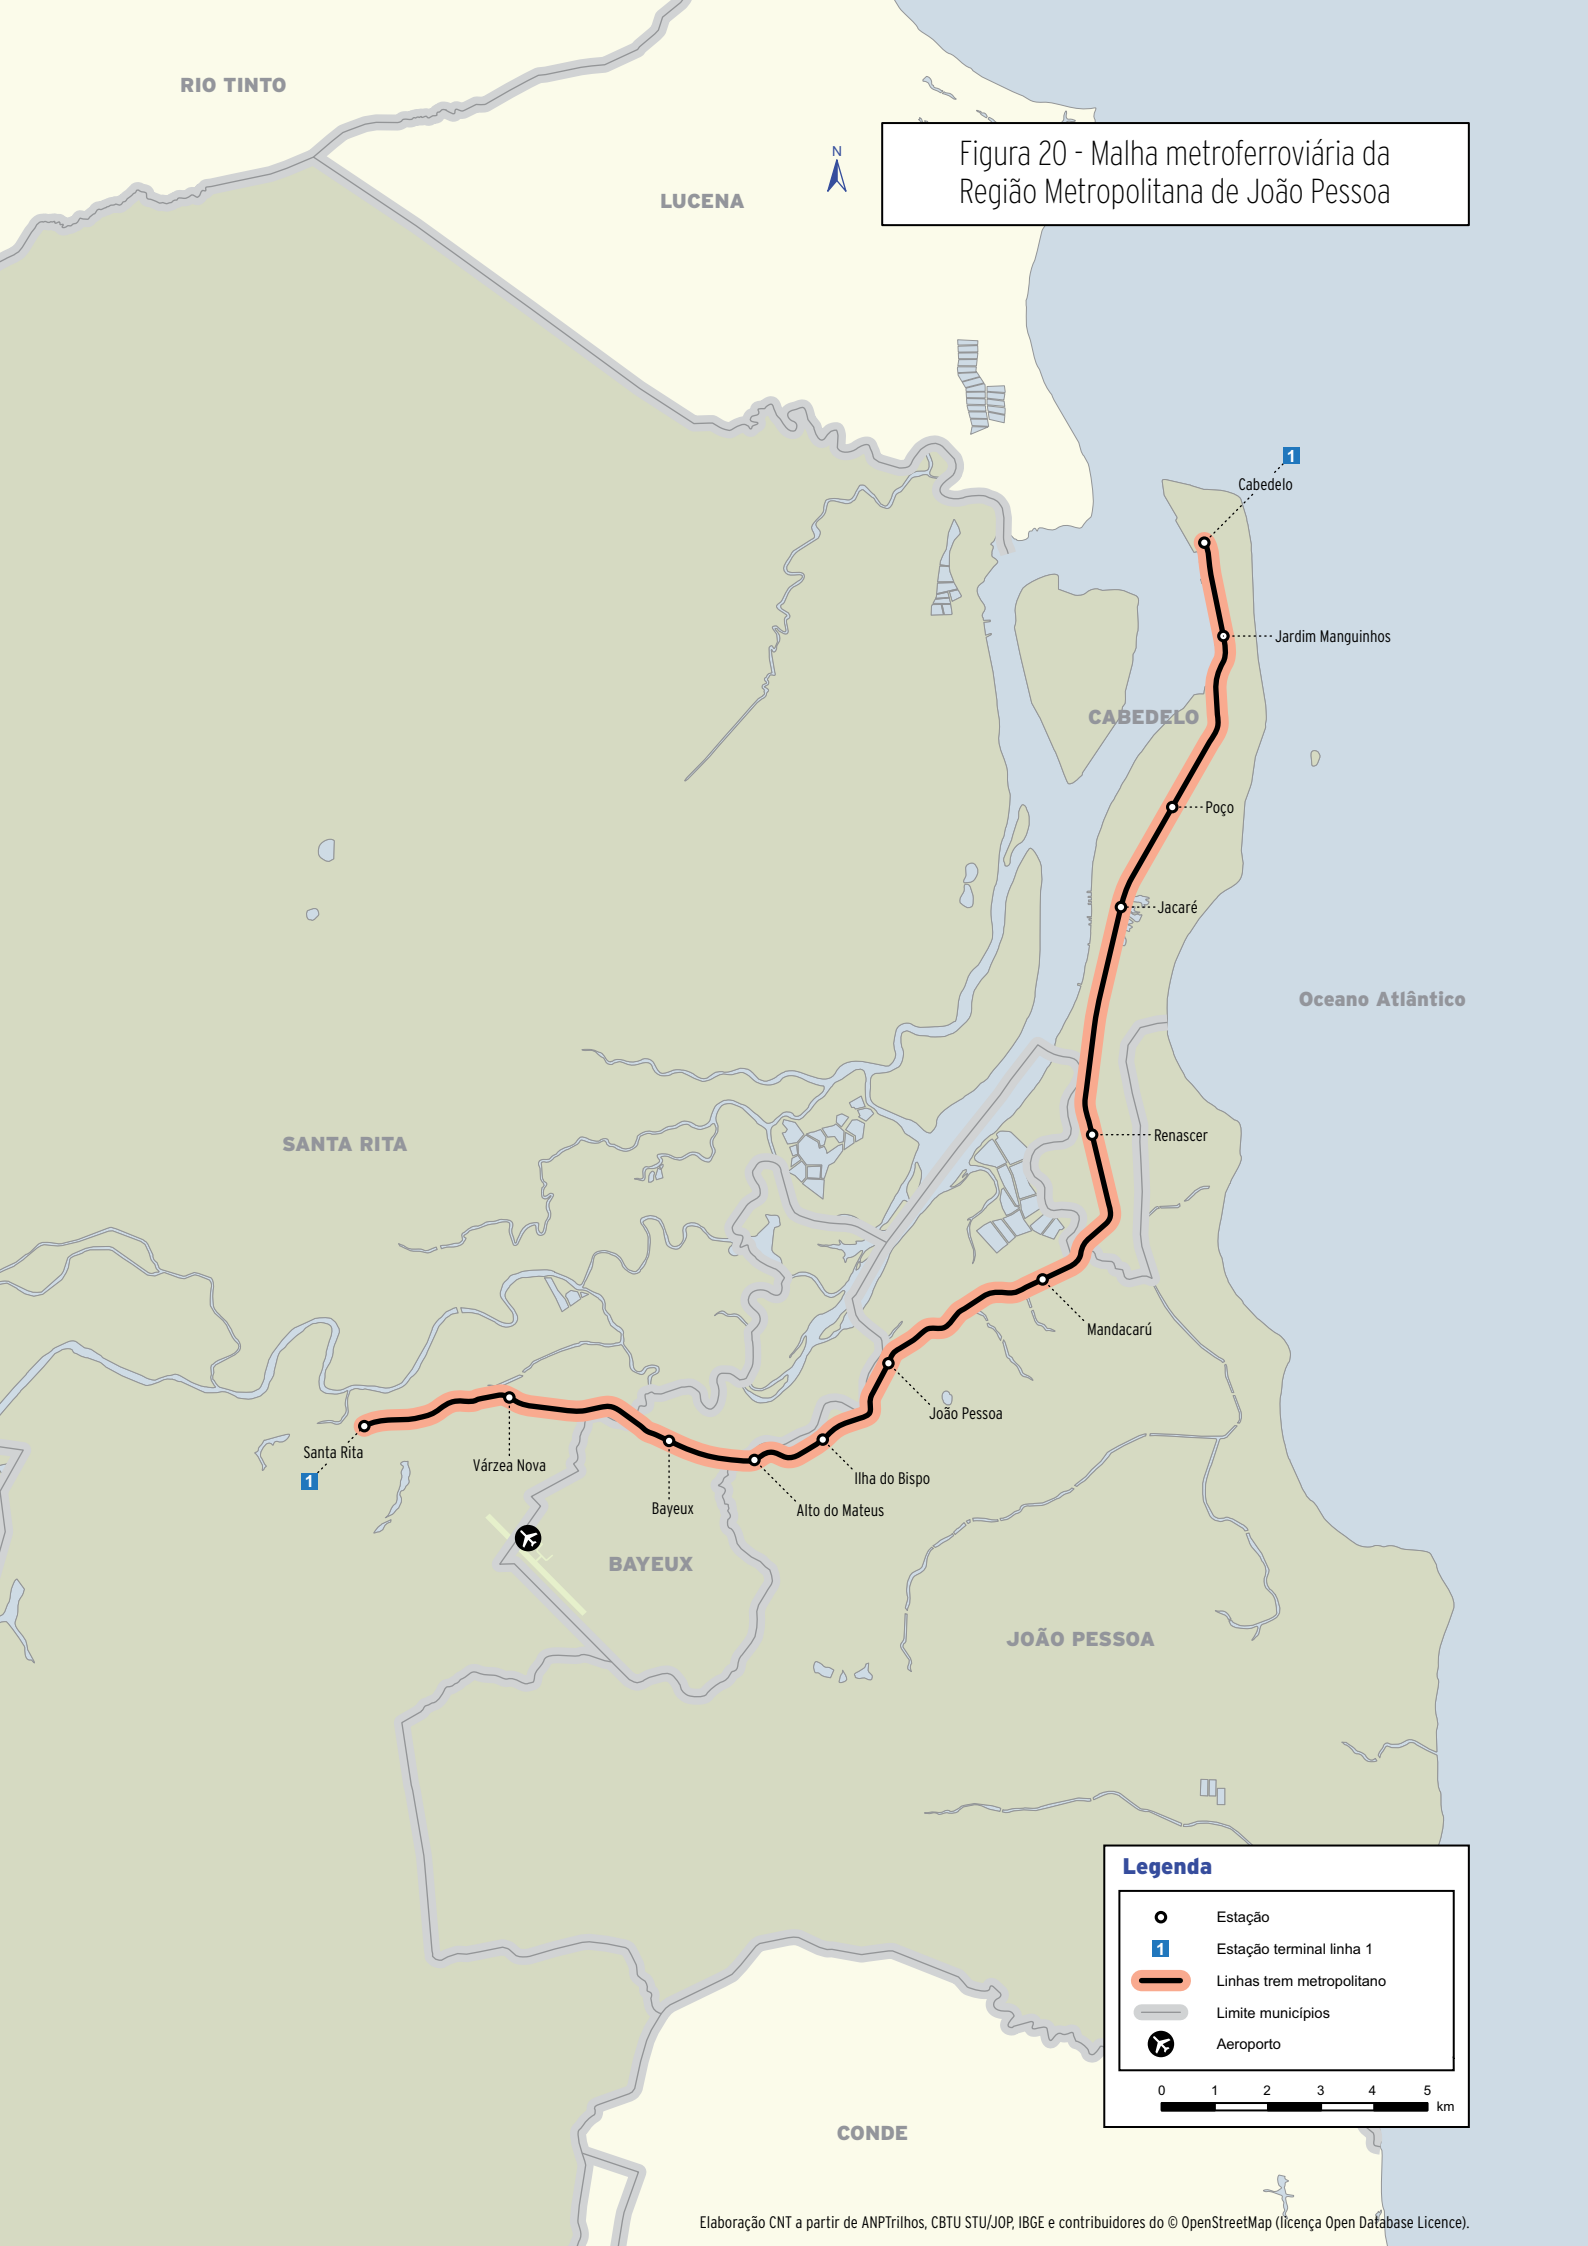 RIO TINTO
N
Figura 20 - Malha metroferroviária da
Região Metropolitana de João Pessoa
LUCENA
1
Cabedelo
Jardim Manguinhos
CABEDELO
Poço
Jacaré
Oceano Atlântico
Renascer
SANTA RITA
Mandacarú
João Pessoa
Santa Rita
Várzea Nova
1
Ilha do Bispo
Bayeux
Alto do Mateus
BAYEUX
JOÃO PESSOA
Legenda
Estação
1 Estação terminal linha 1
Linhas trem metropolitano
Limite municípios
Aeroporto
0 1 2 3 4 5
km
CONDE
Elaboração CNT a partir de ANPTrilhos, CBTU STU/JOP, IBGE e contribuidores do © OpenStreetMap (licença Open Database Licence).